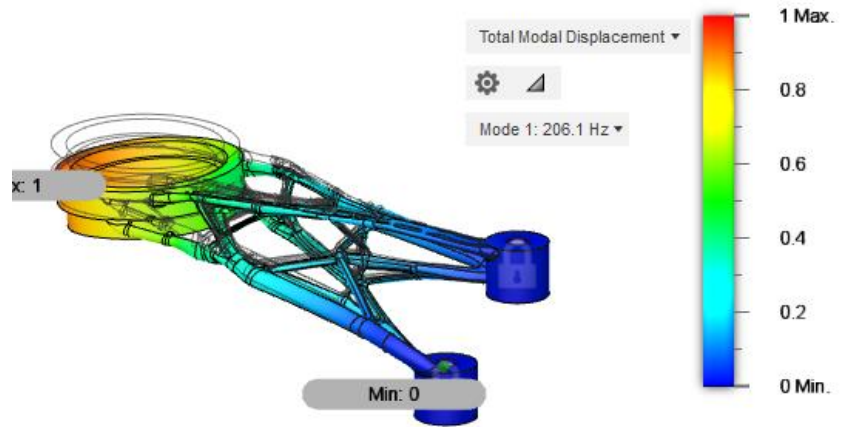 1 Max.
Total Modal Displacement
0.8
Mode 1: 206.1 Hz
0.6
x: 1
0.4
0.2
Min: 0
0 Min.